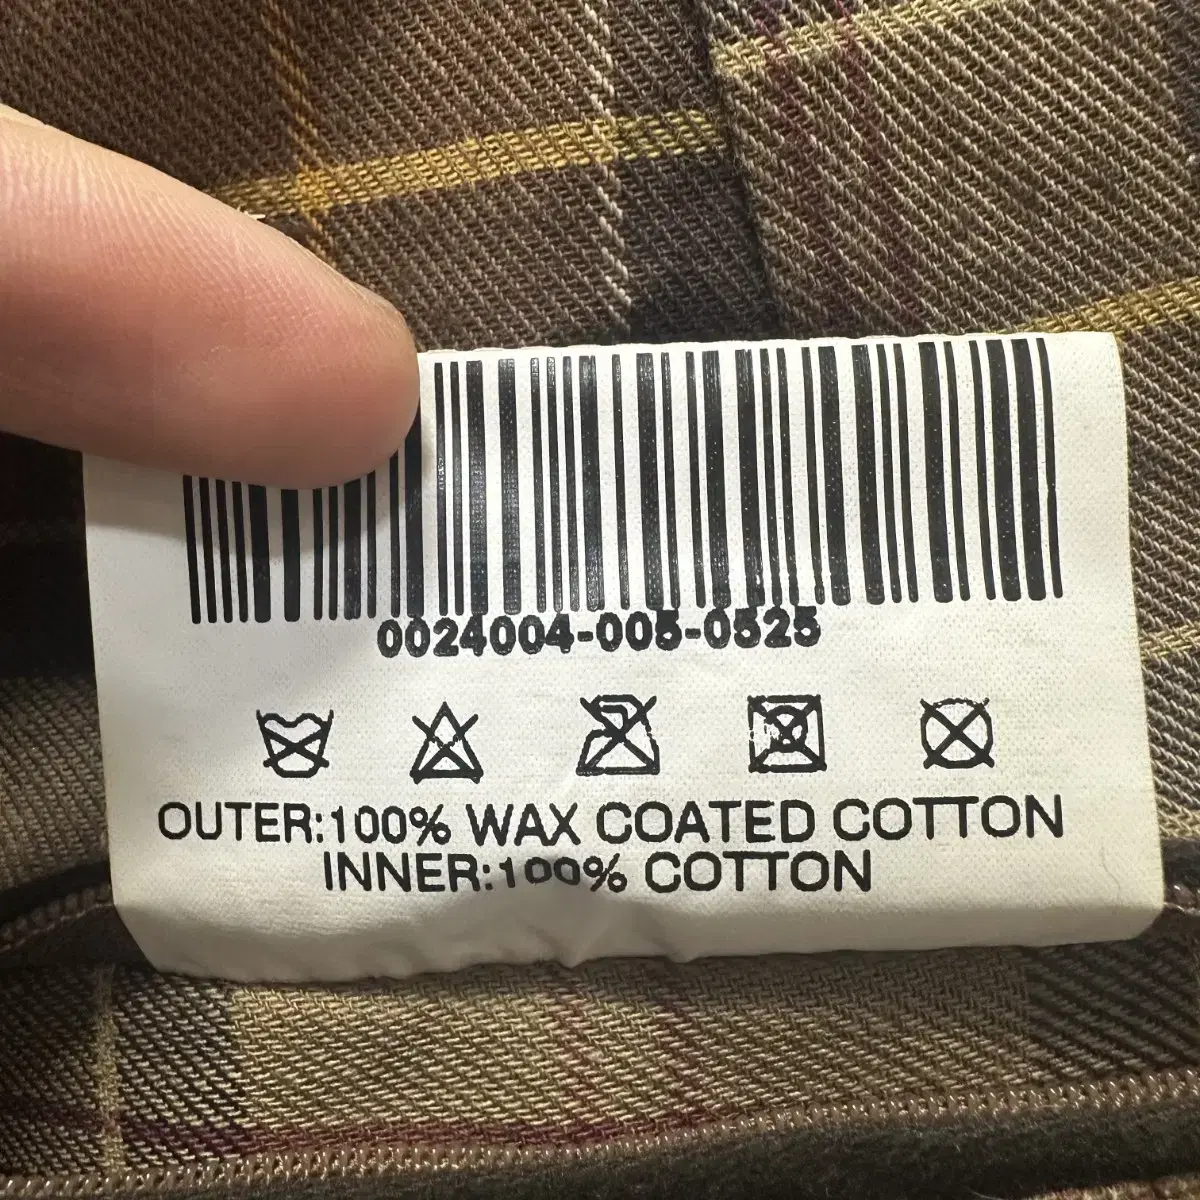 0024004-005-0525
OUTER:100% WAX COATED COTTON
INNER:100% COTTON